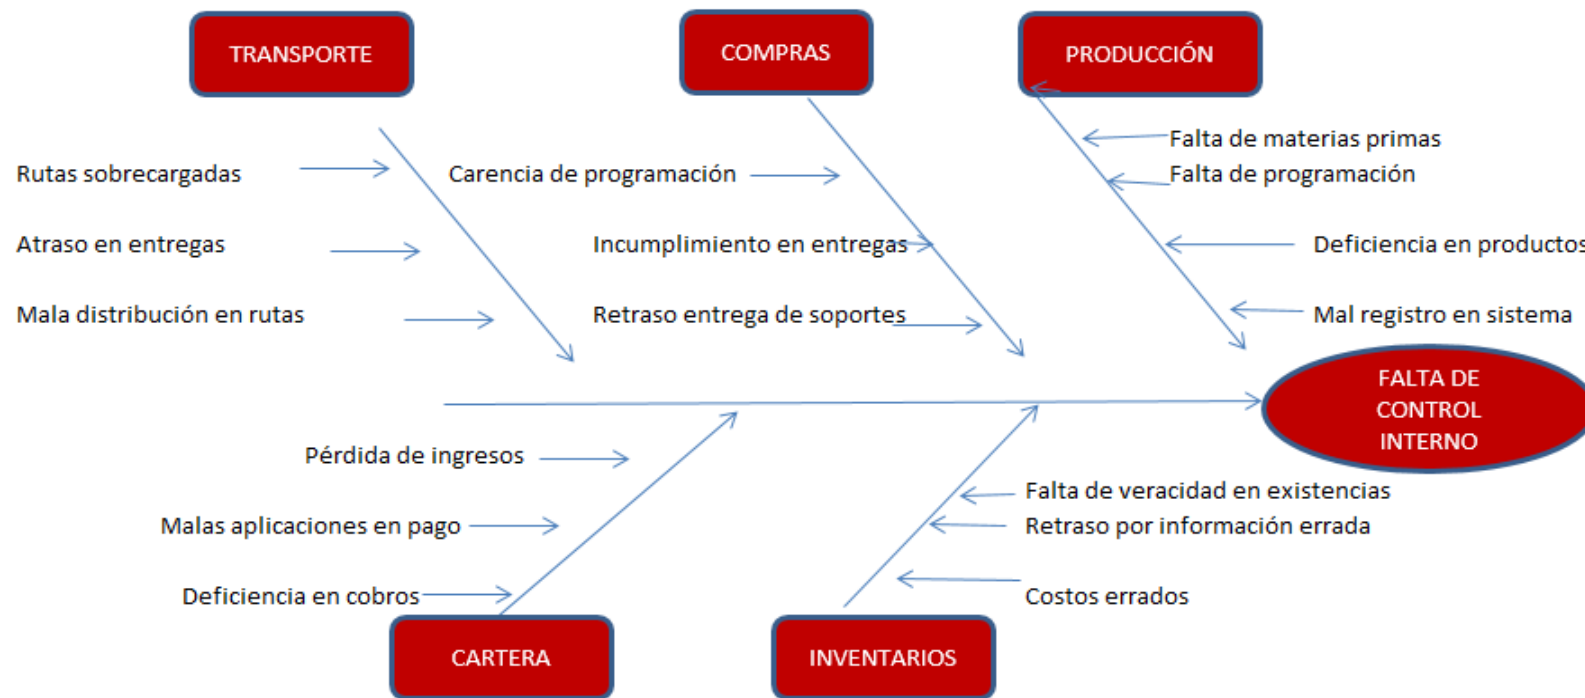 TRANSPORTE
COMPRAS
PRODUCCIÓN
Falta de materias primas
Rutas sobrecargadas
Carencia de programación
Falta de programación
Atraso en entregas
Incumplimiento en entregas
Deficiencia en productos
Mala distribución en rutas
Retraso entrega de soportes
Mal registro en sistema
FALTA DE
CONTROL
INTERNO
Pérdida de ingresos
Falta de veracidad en existencias
Malas aplicaciones en pago
Retraso por información errada
Deficiencia en cobros
Costos errados
CARTERA
INVENTARIOS